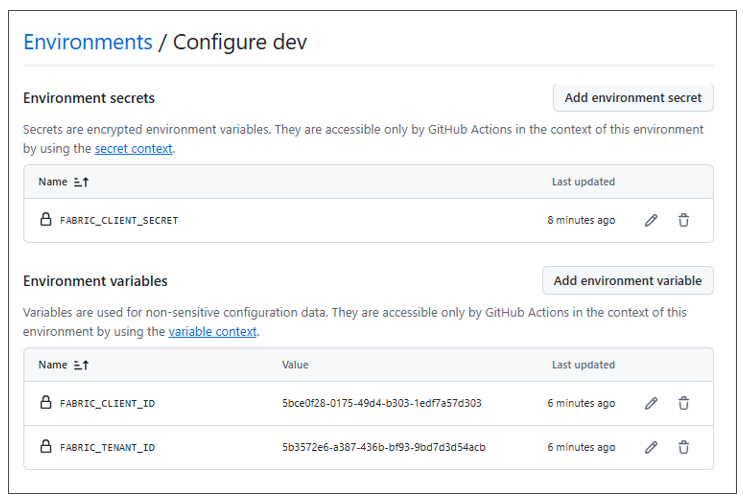 Environments / Configure dev
Environment secrets
Add environment secret
Secrets are encrypted environment variables. They are accessible only by GitHub Actions in the context of this environment
by using the secret context.
Name Last updated
FABRIC_CLIENT_SECRET 8 minutes ago
Environment variables
Add environment variable
Variables are used for non-sensitive configuration data. They are accessible only by GitHub Actions in the context of this
environment by using the variable context.
Name Value Last updated
FABRIC_CLIENT_ID 5bce0f28-0175-49d4-b303-1edf7a57d303 6 minutes ago
FABRIC_TENANT_ID 5b3572e6-a387-436b-bf93-9bd7d3d54acb 6 minutes ago